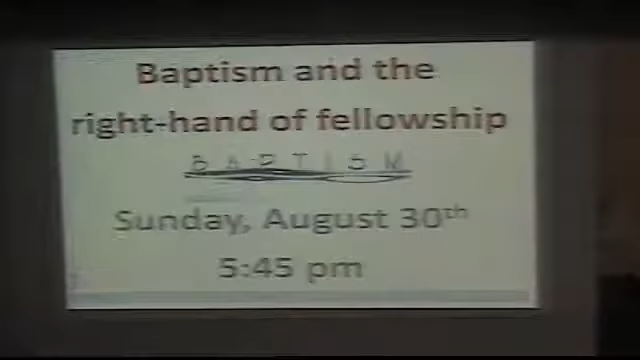 Baptism and the
right-hand of fellowship
BAPTISM
Sunday, August 30th
5:45 pm